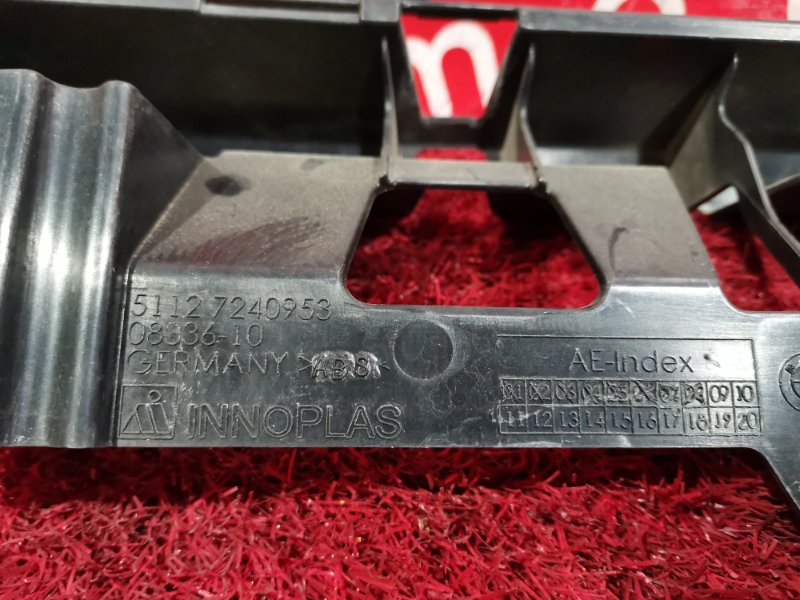 51127240953
08336-10
GERMANY >ABS<
INNOPLAS
AE-Index
01 02 03 04 05 06 07 08 09 10
11 12 13 14 15 16 17 18 19 20